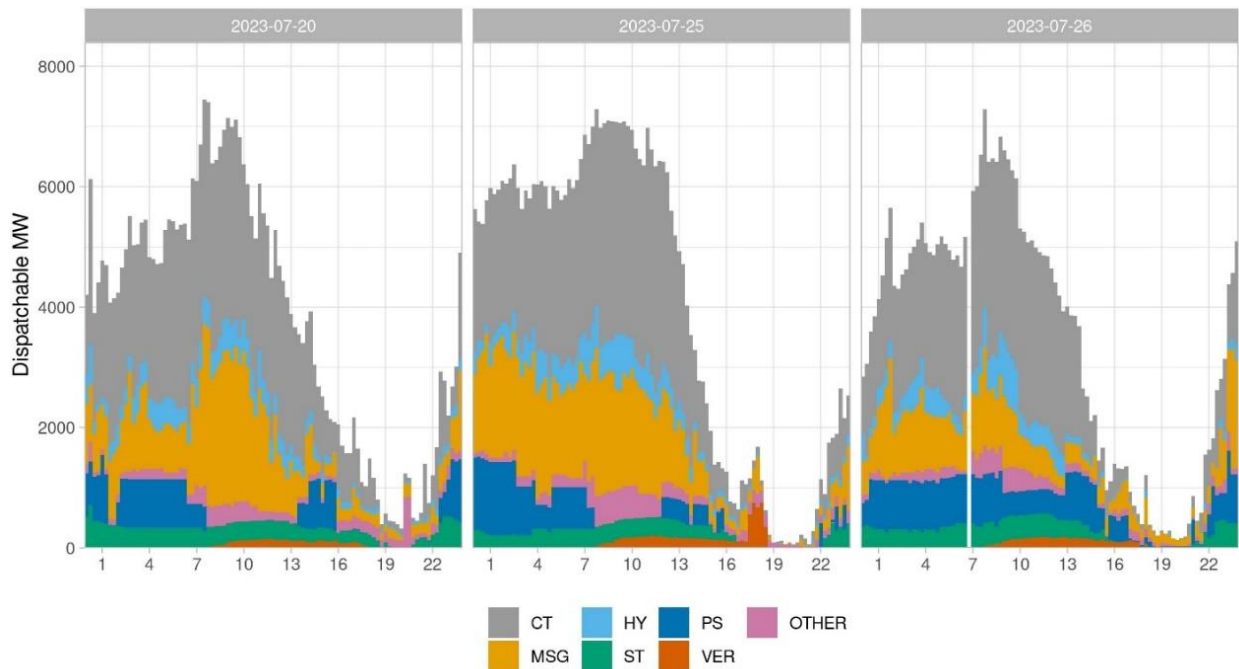 2023-07-20 2023-07-25 2023-07-26
Dispatchable MW
8000
6000
4000
2000
0
1 4 7 10 13 16 19 22 1 4 7 10 13 16 19 22 1 4 7 10 13 16 19 22
CT HY PS OTHER
MSG ST VER